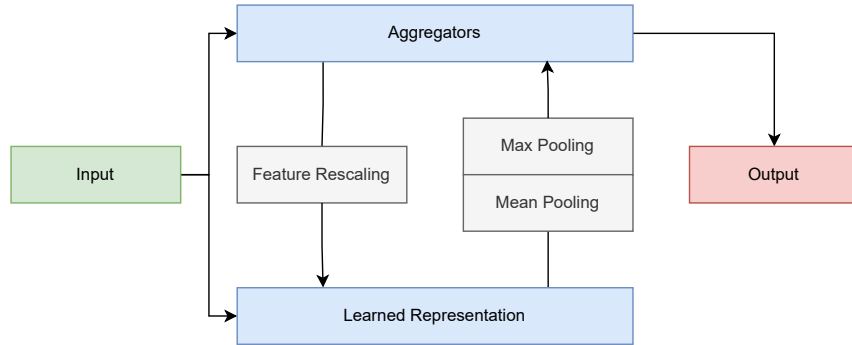 Aggregators
Input
Feature Rescaling
Max Pooling
Mean Pooling
Output
Learned Representation